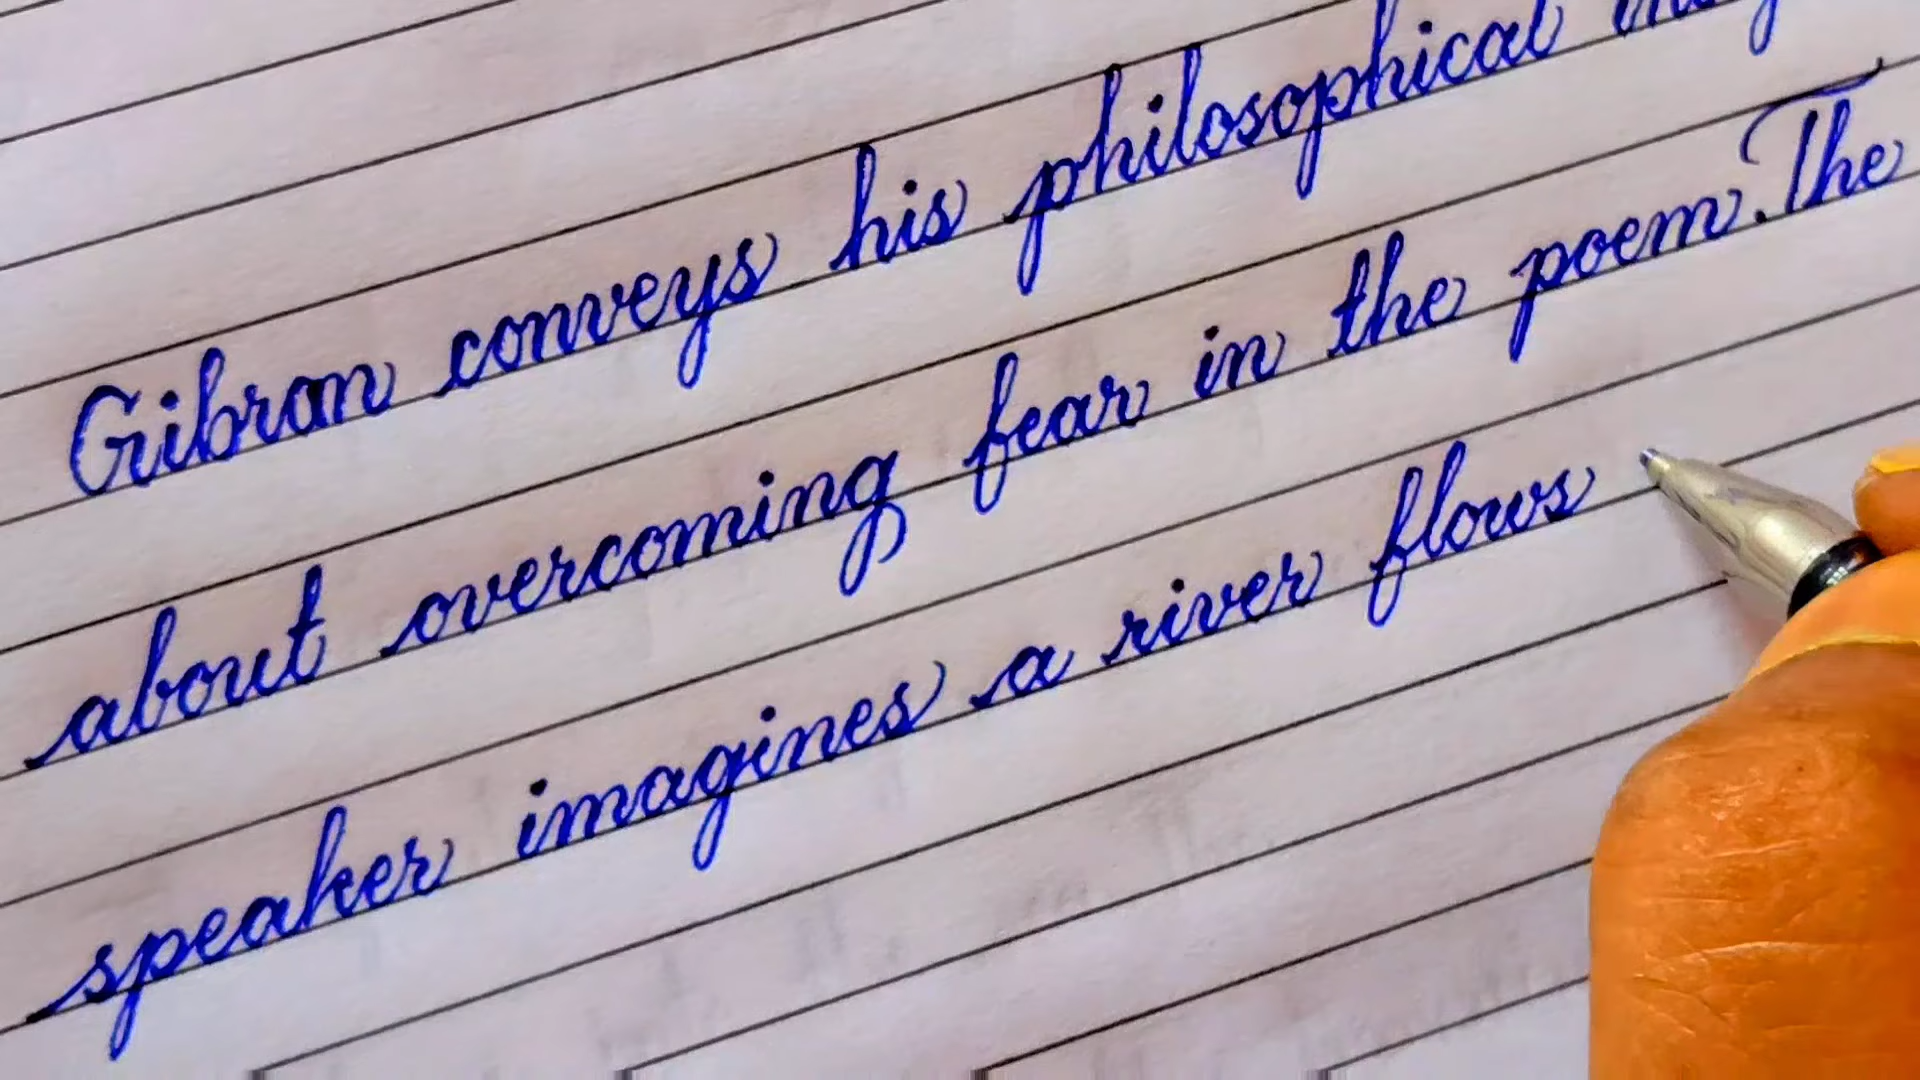 Gibran conveys his philosophical
about overcoming fear in the poem. The
speaker imagines a river flows